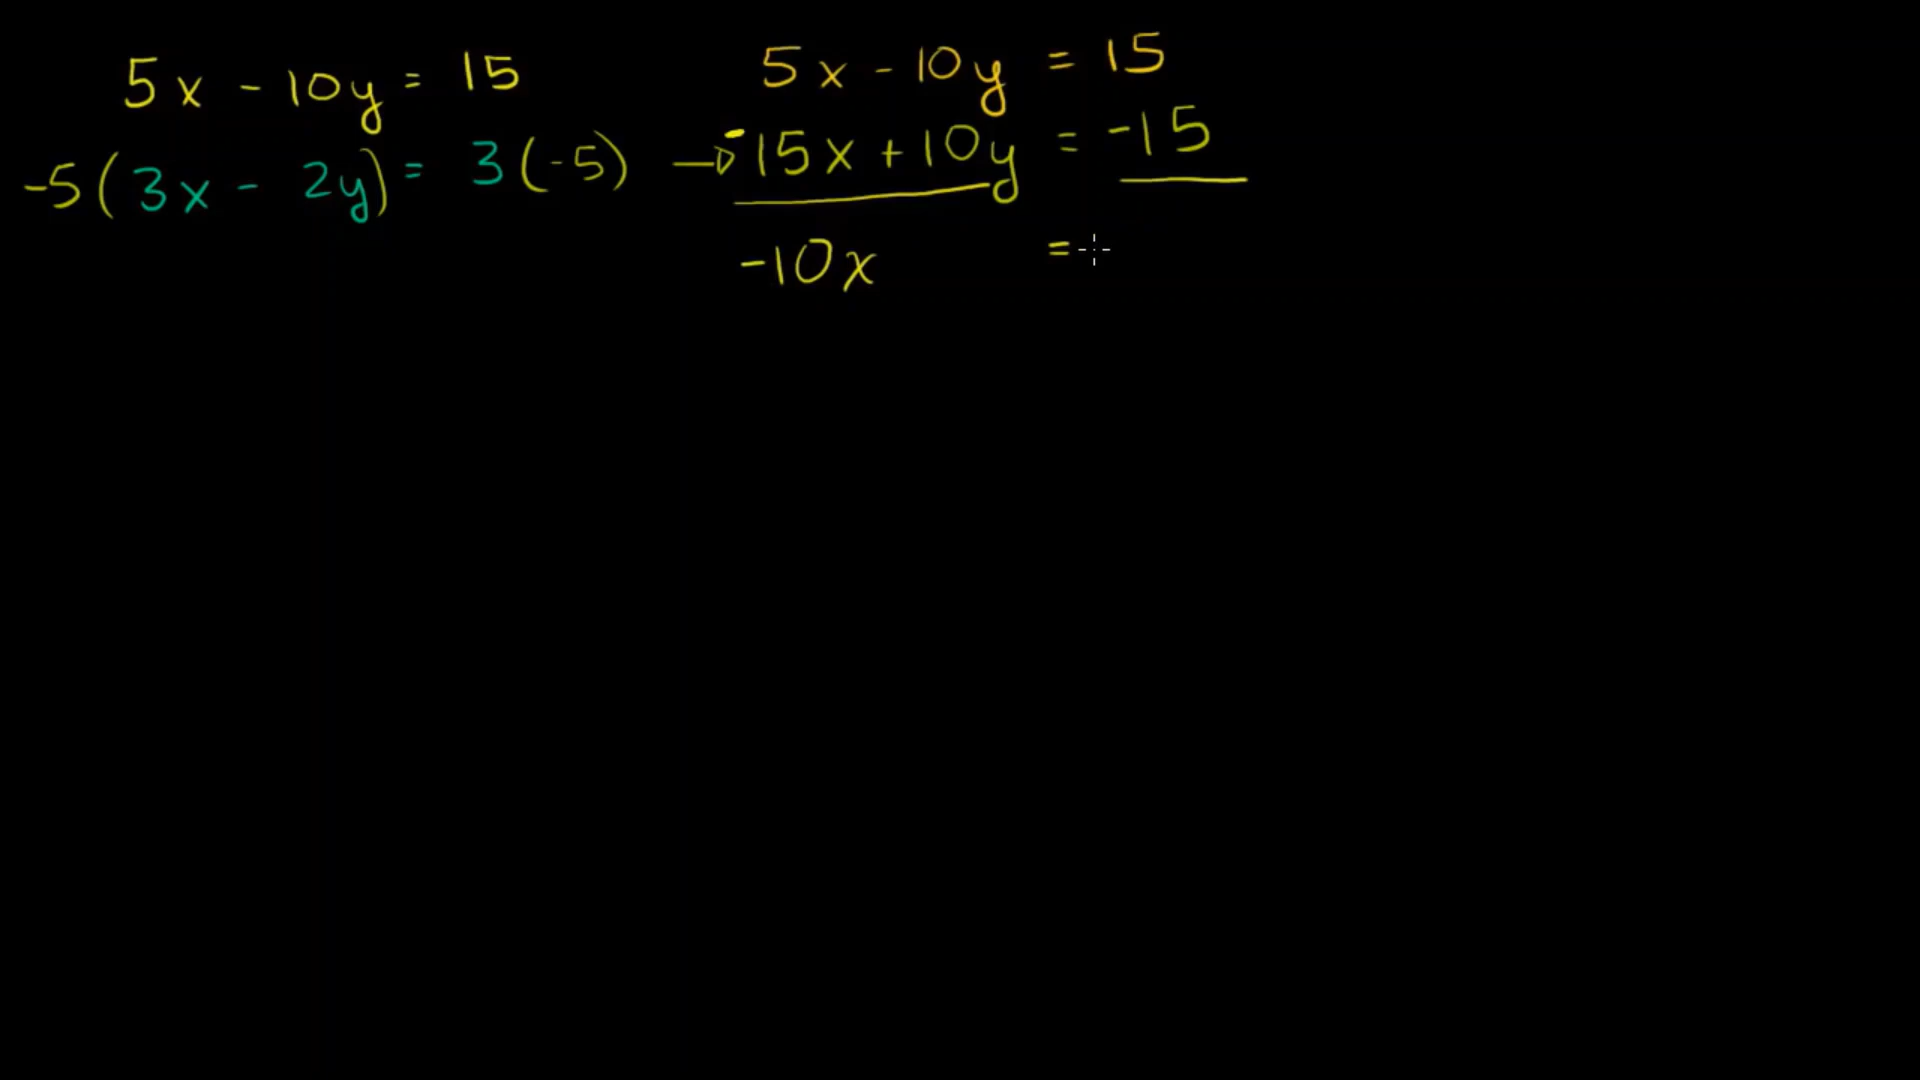 5x - 10y = 15
-5(3x - 2y) = 3(-5)
5x - 10y = 15
→ -15x + 10y = -15
-10x =